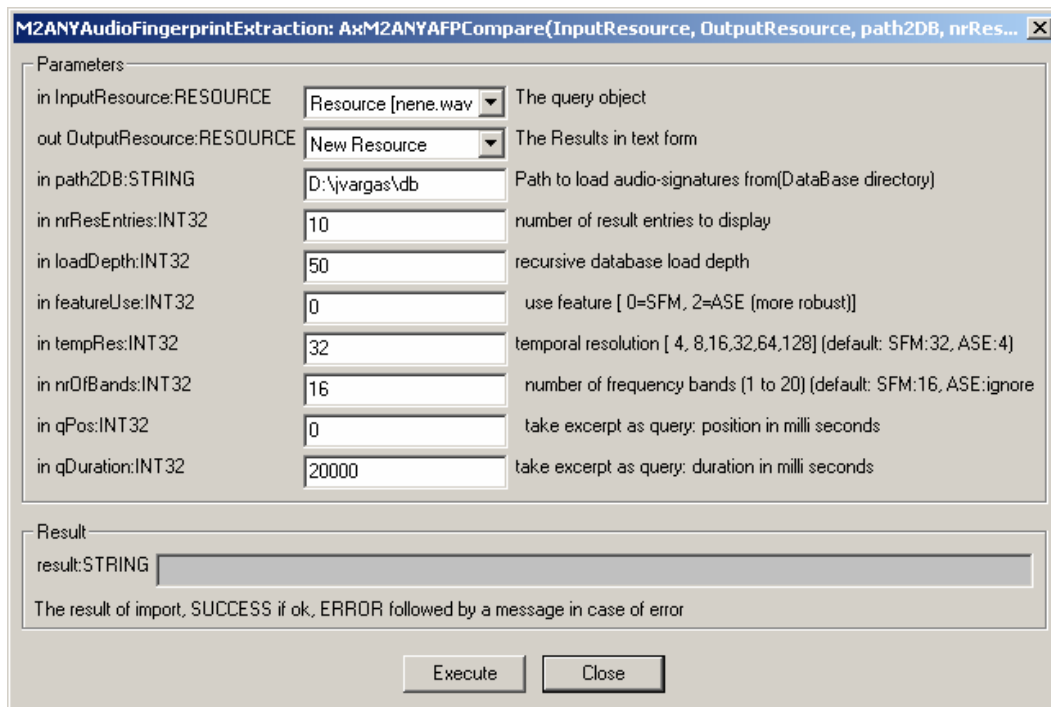 M2ANYAudioFingerprintExtraction: AxM2ANYAFPCompare(InputResource, OutputResource, path2DB, nrRes...
Parameters
in InputResource:RESOURCE Resource [nene.wav The query object
out OutputResource:RESOURCE New Resource The Results in text form
in path2DB:STRING D:\jvargas\db Path to load audio-signatures from(DataBase directory)
in nrResEntries:INT32 10 number of result entries to display
in loadDepth:INT32 50 recursive database load depth
in featureUse:INT32 0 use feature [ 0=SFM, 2=ASE (more robust)]
in tempRes:INT32 32 temporal resolution [ 4, 8,16,32,64,128] (default: SFM:32, ASE:4)
in nrOfBands:INT32 16 number of frequency bands (1 to 20) (default: SFM:16, ASE:ignore
in qPos:INT32 0 take excerpt as query: position in milli seconds
in qDuration:INT32 20000 take excerpt as query: duration in milli seconds
Result
result:STRING
The result of import, SUCCESS if ok, ERROR followed by a message in case of error
Execute Close